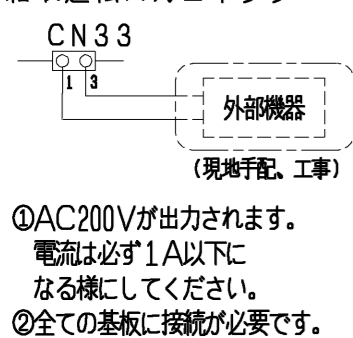 CN33
1 3
外部機器
(現地手配、工事)
①AC200Vが出力されます。
電流は必ず1A以下に
なる様にしてください。
②全ての基板に接続が必要です。